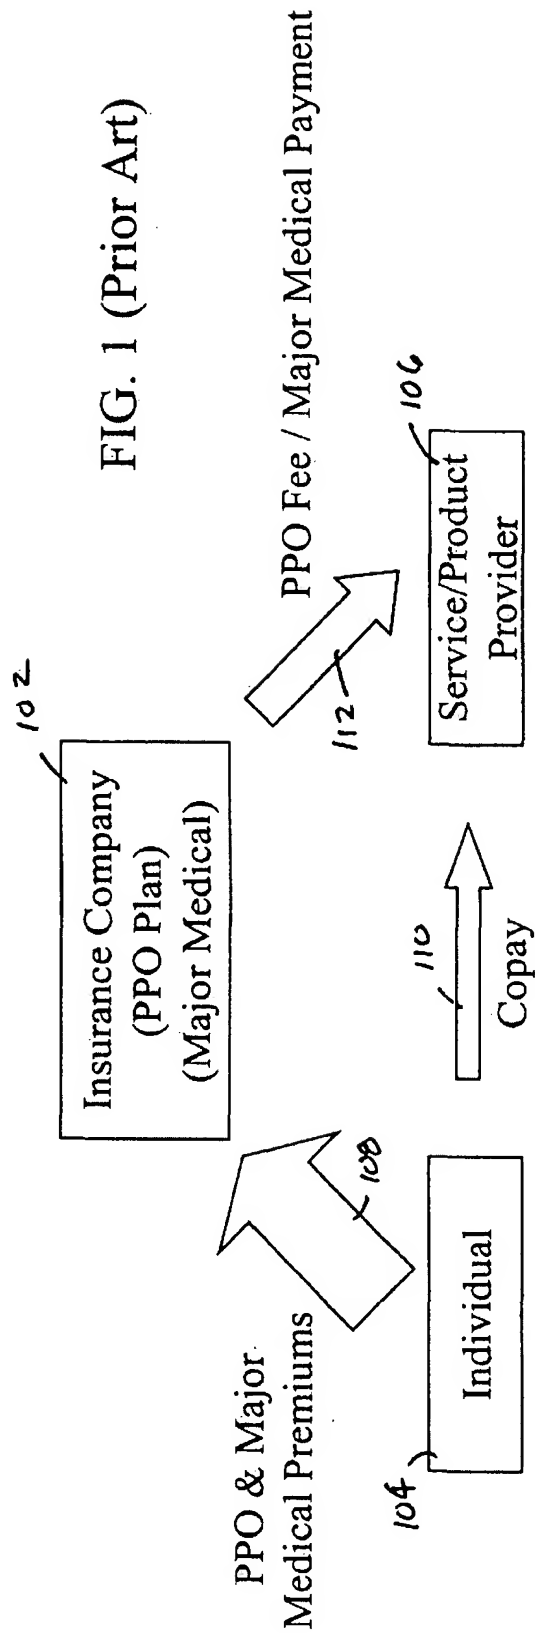 FIG. 1 (Prior Art)
102
Insurance Company
(PPO Plan)
(Major Medical)
PPO & Major
Medical Premiums
108
112
PPO Fee / Major Medical Payment
104
Individual
110
Copay
106
Service/Product
Provider